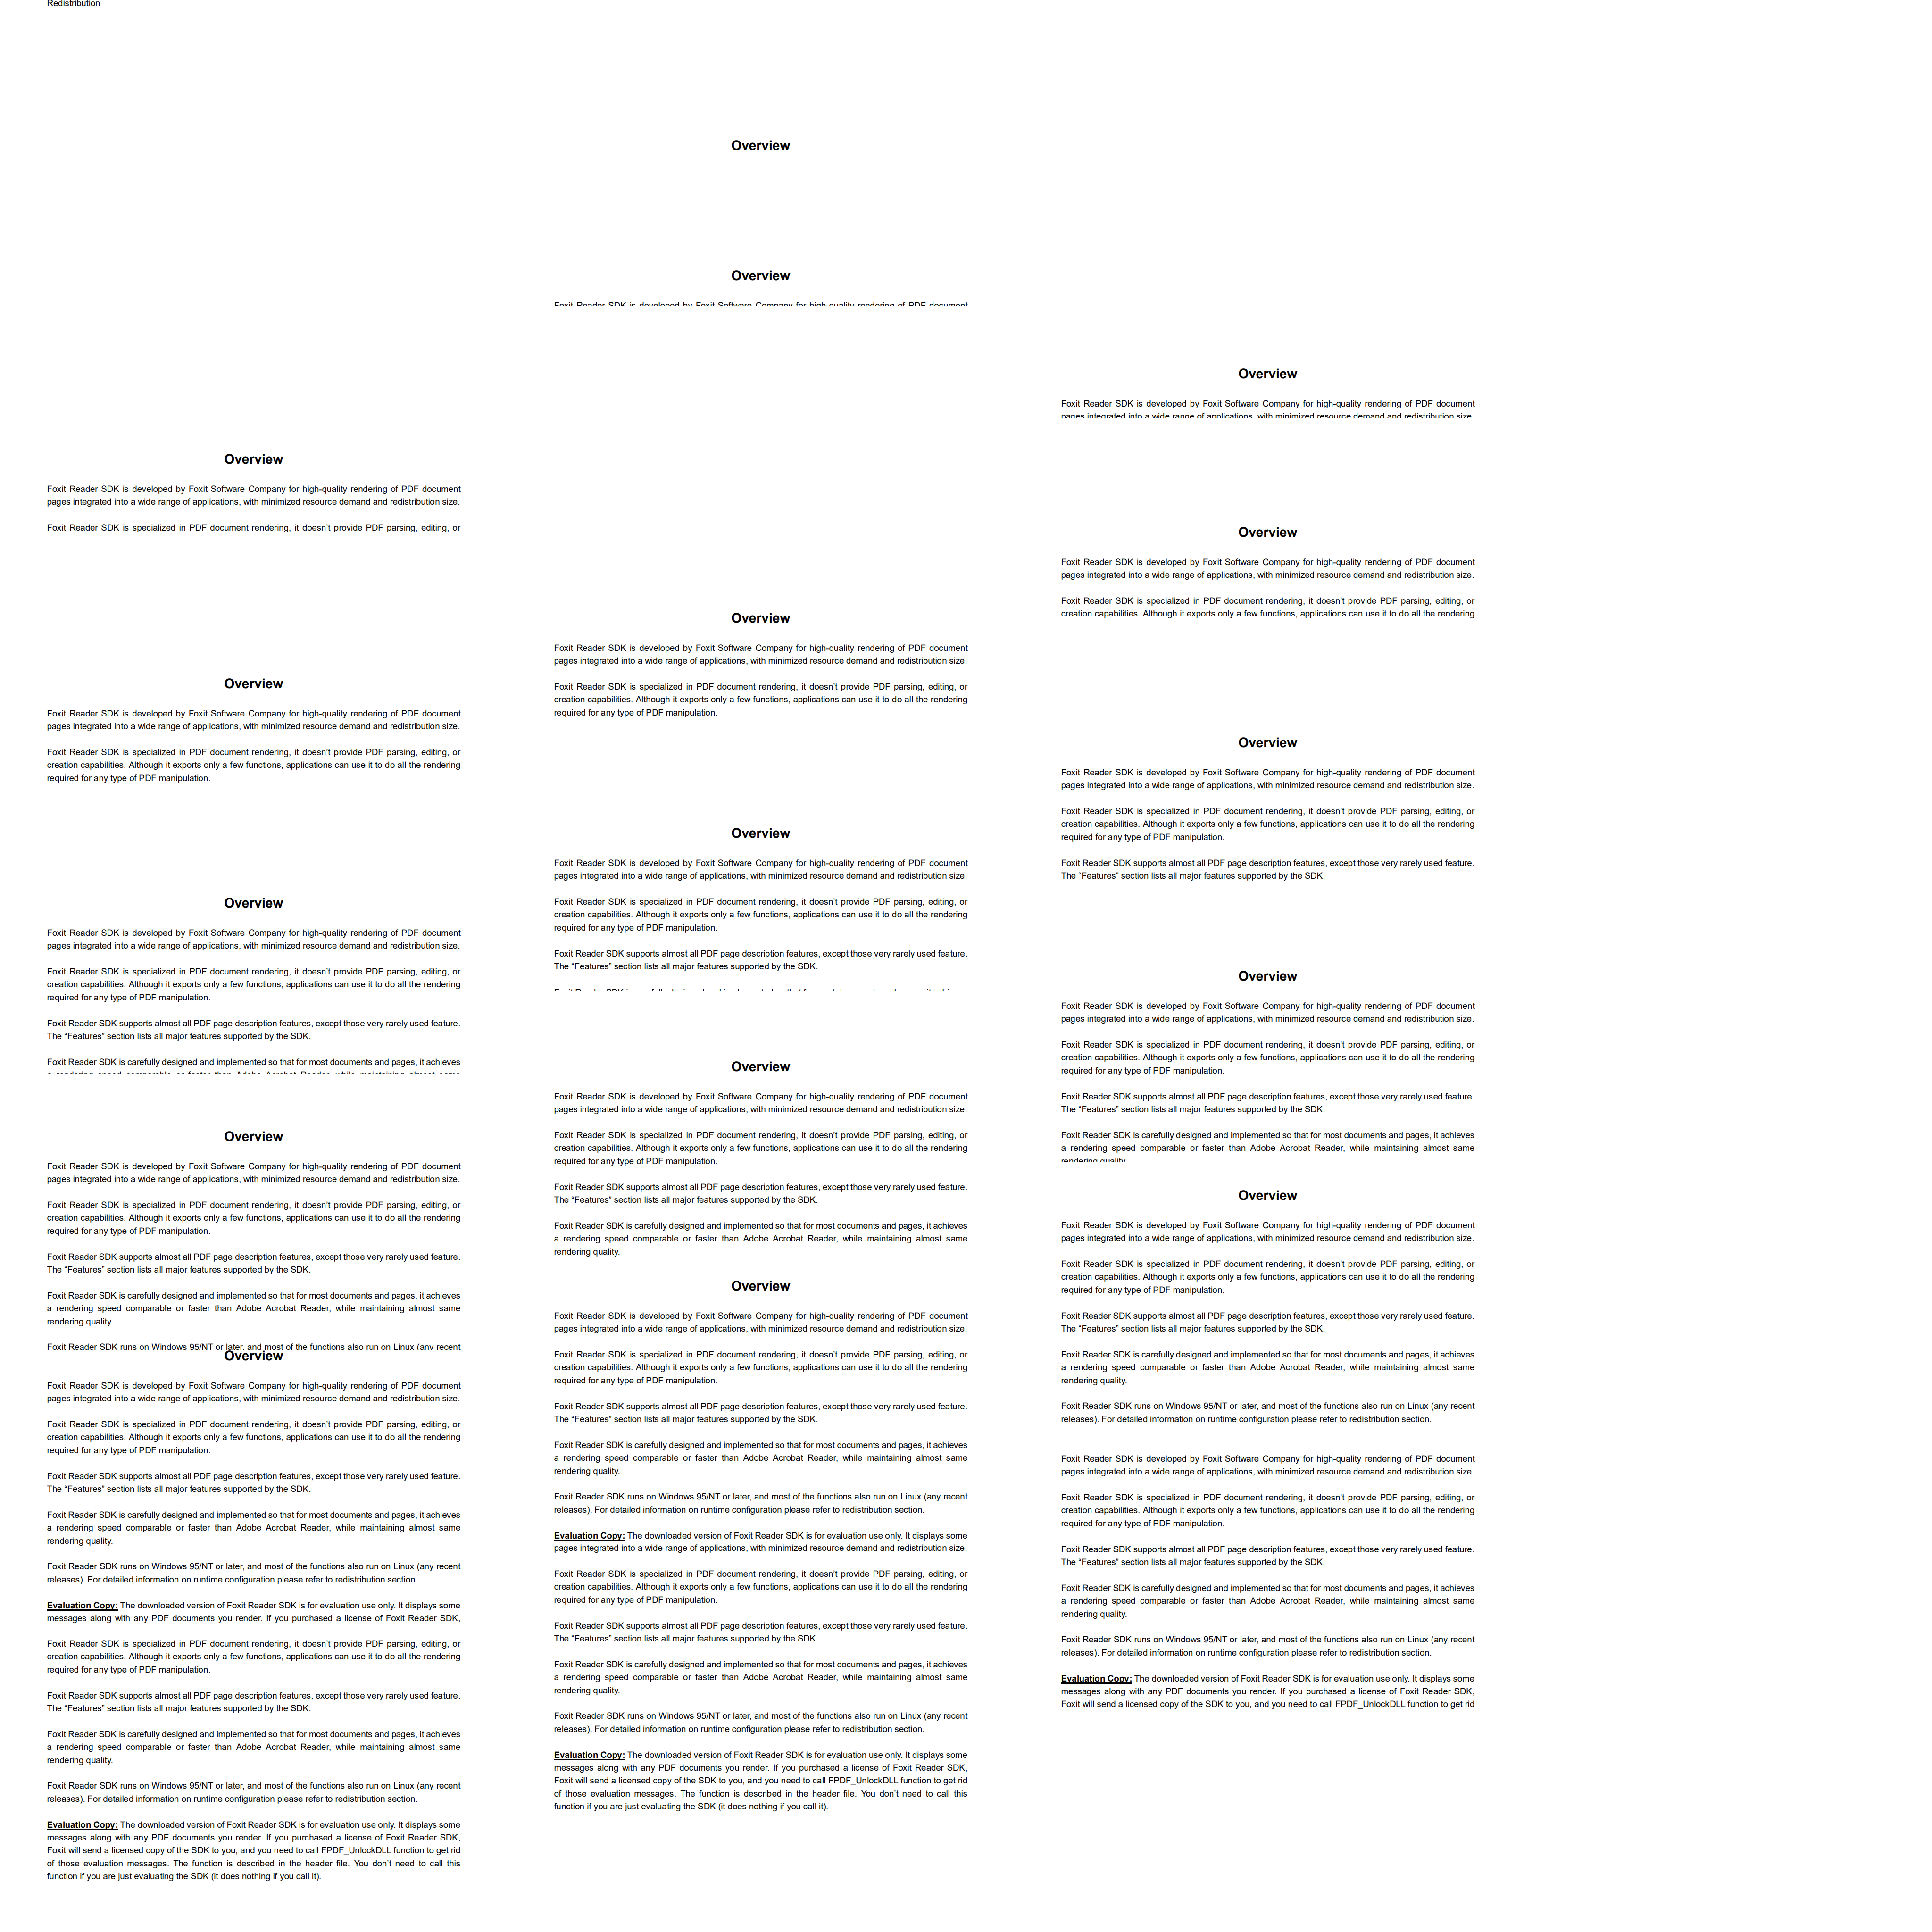 Redistribution
Overview
Foxit Reader SDK is developed by Foxit Software Company for high-quality rendering of PDF document
pages integrated into a wide range of applications, with minimized resource demand and redistribution size.
Foxit Reader SDK is specialized in PDF document rendering, it doesn’t provide PDF parsing, editing, or
Overview
Foxit Reader SDK is developed by Foxit Software Company for high-quality rendering of PDF document
pages integrated into a wide range of applications, with minimized resource demand and redistribution size.
Foxit Reader SDK is specialized in PDF document rendering, it doesn’t provide PDF parsing, editing, or
creation capabilities. Although it exports only a few functions, applications can use it to do all the rendering
required for any type of PDF manipulation.
Overview
Foxit Reader SDK is developed by Foxit Software Company for high-quality rendering of PDF document
pages integrated into a wide range of applications, with minimized resource demand and redistribution size.
Foxit Reader SDK is specialized in PDF document rendering, it doesn’t provide PDF parsing, editing, or
creation capabilities. Although it exports only a few functions, applications can use it to do all the rendering
required for any type of PDF manipulation.
Foxit Reader SDK supports almost all PDF page description features, except those very rarely used feature.
The “Features” section lists all major features supported by the SDK.
Foxit Reader SDK is carefully designed and implemented so that for most documents and pages, it achieves
a rendering speed comparable or faster than Adobe Acrobat Reader, while maintaining almost same
Overview
Foxit Reader SDK is developed by Foxit Software Company for high-quality rendering of PDF document
pages integrated into a wide range of applications, with minimized resource demand and redistribution size.
Foxit Reader SDK is specialized in PDF document rendering, it doesn’t provide PDF parsing, editing, or
creation capabilities. Although it exports only a few functions, applications can use it to do all the rendering
required for any type of PDF manipulation.
Foxit Reader SDK supports almost all PDF page description features, except those very rarely used feature.
The “Features” section lists all major features supported by the SDK.
Foxit Reader SDK is carefully designed and implemented so that for most documents and pages, it achieves
a rendering speed comparable or faster than Adobe Acrobat Reader, while maintaining almost same
rendering quality.
Foxit Reader SDK runs on Windows 95/NT or later, and most of the functions also run on Linux (any recent
Overview
Foxit Reader SDK is developed by Foxit Software Company for high-quality rendering of PDF document
pages integrated into a wide range of applications, with minimized resource demand and redistribution size.
Foxit Reader SDK is specialized in PDF document rendering, it doesn’t provide PDF parsing, editing, or
creation capabilities. Although it exports only a few functions, applications can use it to do all the rendering
required for any type of PDF manipulation.
Foxit Reader SDK supports almost all PDF page description features, except those very rarely used feature.
The “Features” section lists all major features supported by the SDK.
Foxit Reader SDK is carefully designed and implemented so that for most documents and pages, it achieves
a rendering speed comparable or faster than Adobe Acrobat Reader, while maintaining almost same
rendering quality.
Foxit Reader SDK runs on Windows 95/NT or later, and most of the functions also run on Linux (any recent
releases). For detailed information on runtime configuration please refer to redistribution section.
Evaluation Copy: The downloaded version of Foxit Reader SDK is for evaluation use only. It displays some
messages along with any PDF documents you render. If you purchased a license of Foxit Reader SDK,
Foxit Reader SDK is specialized in PDF document rendering, it doesn’t provide PDF parsing, editing, or
creation capabilities. Although it exports only a few functions, applications can use it to do all the rendering
required for any type of PDF manipulation.
Foxit Reader SDK supports almost all PDF page description features, except those very rarely used feature.
The “Features” section lists all major features supported by the SDK.
Foxit Reader SDK is carefully designed and implemented so that for most documents and pages, it achieves
a rendering speed comparable or faster than Adobe Acrobat Reader, while maintaining almost same
rendering quality.
Foxit Reader SDK runs on Windows 95/NT or later, and most of the functions also run on Linux (any recent
releases). For detailed information on runtime configuration please refer to redistribution section.
Evaluation Copy: The downloaded version of Foxit Reader SDK is for evaluation use only. It displays some
messages along with any PDF documents you render. If you purchased a license of Foxit Reader SDK,
Foxit will send a licensed copy of the SDK to you, and you need to call FPDF_UnlockDLL function to get rid
of those evaluation messages. The function is described in the header file. You don’t need to call this
function if you are just evaluating the SDK (it does nothing if you call it).
Overview
Overview
Foxit Reader SDK is developed by Foxit Software Company for high-quality rendering of PDF document
Overview
Foxit Reader SDK is developed by Foxit Software Company for high-quality rendering of PDF document
pages integrated into a wide range of applications, with minimized resource demand and redistribution size.
Foxit Reader SDK is specialized in PDF document rendering, it doesn’t provide PDF parsing, editing, or
creation capabilities. Although it exports only a few functions, applications can use it to do all the rendering
required for any type of PDF manipulation.
Overview
Foxit Reader SDK is developed by Foxit Software Company for high-quality rendering of PDF document
pages integrated into a wide range of applications, with minimized resource demand and redistribution size.
Foxit Reader SDK is specialized in PDF document rendering, it doesn’t provide PDF parsing, editing, or
creation capabilities. Although it exports only a few functions, applications can use it to do all the rendering
required for any type of PDF manipulation.
Foxit Reader SDK supports almost all PDF page description features, except those very rarely used feature.
The “Features” section lists all major features supported by the SDK.
Overview
Foxit Reader SDK is developed by Foxit Software Company for high-quality rendering of PDF document
pages integrated into a wide range of applications, with minimized resource demand and redistribution size.
Foxit Reader SDK is specialized in PDF document rendering, it doesn’t provide PDF parsing, editing, or
creation capabilities. Although it exports only a few functions, applications can use it to do all the rendering
required for any type of PDF manipulation.
Foxit Reader SDK supports almost all PDF page description features, except those very rarely used feature.
The “Features” section lists all major features supported by the SDK.
Foxit Reader SDK is carefully designed and implemented so that for most documents and pages, it achieves
a rendering speed comparable or faster than Adobe Acrobat Reader, while maintaining almost same
rendering quality.
Overview
Foxit Reader SDK is developed by Foxit Software Company for high-quality rendering of PDF document
pages integrated into a wide range of applications, with minimized resource demand and redistribution size.
Foxit Reader SDK is specialized in PDF document rendering, it doesn’t provide PDF parsing, editing, or
creation capabilities. Although it exports only a few functions, applications can use it to do all the rendering
required for any type of PDF manipulation.
Foxit Reader SDK supports almost all PDF page description features, except those very rarely used feature.
The “Features” section lists all major features supported by the SDK.
Foxit Reader SDK is carefully designed and implemented so that for most documents and pages, it achieves
a rendering speed comparable or faster than Adobe Acrobat Reader, while maintaining almost same
rendering quality.
Foxit Reader SDK runs on Windows 95/NT or later, and most of the functions also run on Linux (any recent
releases). For detailed information on runtime configuration please refer to redistribution section.
Evaluation Copy: The downloaded version of Foxit Reader SDK is for evaluation use only. It displays some
pages integrated into a wide range of applications, with minimized resource demand and redistribution size.
Foxit Reader SDK is specialized in PDF document rendering, it doesn’t provide PDF parsing, editing, or
creation capabilities. Although it exports only a few functions, applications can use it to do all the rendering
required for any type of PDF manipulation.
Foxit Reader SDK supports almost all PDF page description features, except those very rarely used feature.
The “Features” section lists all major features supported by the SDK.
Foxit Reader SDK is carefully designed and implemented so that for most documents and pages, it achieves
a rendering speed comparable or faster than Adobe Acrobat Reader, while maintaining almost same
rendering quality.
Foxit Reader SDK runs on Windows 95/NT or later, and most of the functions also run on Linux (any recent
releases). For detailed information on runtime configuration please refer to redistribution section.
Evaluation Copy: The downloaded version of Foxit Reader SDK is for evaluation use only. It displays some
messages along with any PDF documents you render. If you purchased a license of Foxit Reader SDK,
Foxit will send a licensed copy of the SDK to you, and you need to call FPDF_UnlockDLL function to get rid
of those evaluation messages. The function is described in the header file. You don’t need to call this
function if you are just evaluating the SDK (it does nothing if you call it).
Overview
Foxit Reader SDK is developed by Foxit Software Company for high-quality rendering of PDF document
pages integrated into a wide range of applications, with minimized resource demand and redistribution size.
Overview
Foxit Reader SDK is developed by Foxit Software Company for high-quality rendering of PDF document
pages integrated into a wide range of applications, with minimized resource demand and redistribution size.
Foxit Reader SDK is specialized in PDF document rendering, it doesn’t provide PDF parsing, editing, or
creation capabilities. Although it exports only a few functions, applications can use it to do all the rendering
Overview
Foxit Reader SDK is developed by Foxit Software Company for high-quality rendering of PDF document
pages integrated into a wide range of applications, with minimized resource demand and redistribution size.
Foxit Reader SDK is specialized in PDF document rendering, it doesn’t provide PDF parsing, editing, or
creation capabilities. Although it exports only a few functions, applications can use it to do all the rendering
required for any type of PDF manipulation.
Foxit Reader SDK supports almost all PDF page description features, except those very rarely used feature.
The “Features” section lists all major features supported by the SDK.
Overview
Foxit Reader SDK is developed by Foxit Software Company for high-quality rendering of PDF document
pages integrated into a wide range of applications, with minimized resource demand and redistribution size.
Foxit Reader SDK is specialized in PDF document rendering, it doesn’t provide PDF parsing, editing, or
creation capabilities. Although it exports only a few functions, applications can use it to do all the rendering
required for any type of PDF manipulation.
Foxit Reader SDK supports almost all PDF page description features, except those very rarely used feature.
The “Features” section lists all major features supported by the SDK.
Foxit Reader SDK is carefully designed and implemented so that for most documents and pages, it achieves
a rendering speed comparable or faster than Adobe Acrobat Reader, while maintaining almost same
rendering quality.
Overview
Foxit Reader SDK is developed by Foxit Software Company for high-quality rendering of PDF document
pages integrated into a wide range of applications, with minimized resource demand and redistribution size.
Foxit Reader SDK is specialized in PDF document rendering, it doesn’t provide PDF parsing, editing, or
creation capabilities. Although it exports only a few functions, applications can use it to do all the rendering
required for any type of PDF manipulation.
Foxit Reader SDK supports almost all PDF page description features, except those very rarely used feature.
The “Features” section lists all major features supported by the SDK.
Foxit Reader SDK is carefully designed and implemented so that for most documents and pages, it achieves
a rendering speed comparable or faster than Adobe Acrobat Reader, while maintaining almost same
rendering quality.
Foxit Reader SDK runs on Windows 95/NT or later, and most of the functions also run on Linux (any recent
releases). For detailed information on runtime configuration please refer to redistribution section.
Foxit Reader SDK is developed by Foxit Software Company for high-quality rendering of PDF document
pages integrated into a wide range of applications, with minimized resource demand and redistribution size.
Foxit Reader SDK is specialized in PDF document rendering, it doesn’t provide PDF parsing, editing, or
creation capabilities. Although it exports only a few functions, applications can use it to do all the rendering
required for any type of PDF manipulation.
Foxit Reader SDK supports almost all PDF page description features, except those very rarely used feature.
The “Features” section lists all major features supported by the SDK.
Foxit Reader SDK is carefully designed and implemented so that for most documents and pages, it achieves
a rendering speed comparable or faster than Adobe Acrobat Reader, while maintaining almost same
rendering quality.
Foxit Reader SDK runs on Windows 95/NT or later, and most of the functions also run on Linux (any recent
releases). For detailed information on runtime configuration please refer to redistribution section.
Evaluation Copy: The downloaded version of Foxit Reader SDK is for evaluation use only. It displays some
messages along with any PDF documents you render. If you purchased a license of Foxit Reader SDK,
Foxit will send a licensed copy of the SDK to you, and you need to call FPDF_UnlockDLL function to get rid